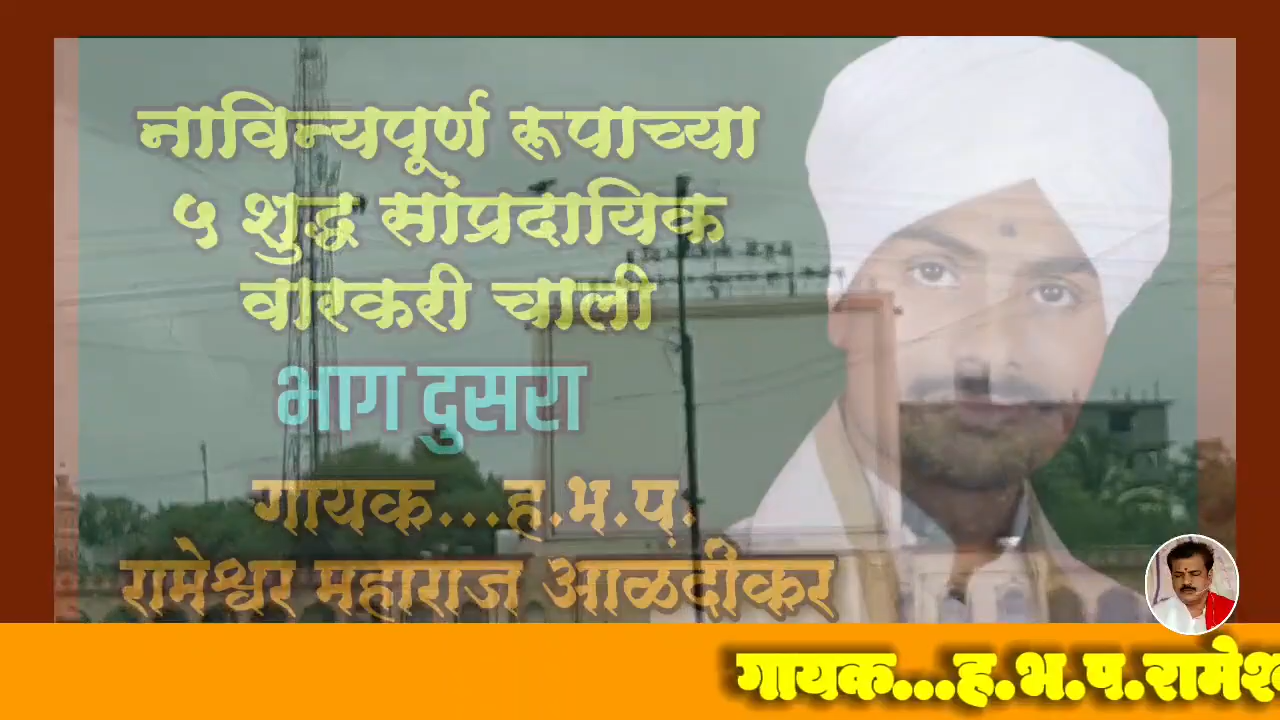 नाविन्यपूर्ण रूपाच्या
५ शुद्ध सांप्रदायिक
वारकरी चाली
भाग दुसरा
गायक...ह.भ.प.
रामेश्वर महाराज आळंदीकर
गायक...ह.भ.प.रामेश्व